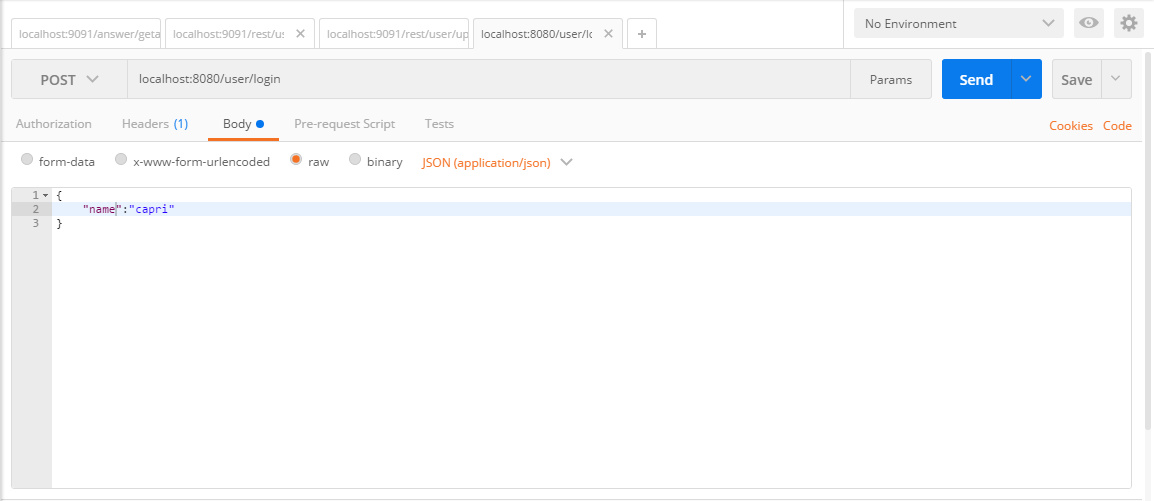 localhost:9091/answer/geta
localhost:9091/rest/us
localhost:9091/rest/user/up
localhost:8080/user/lo
No Environment
POST
localhost:8080/user/login
Params
Send
Save
Authorization
Headers (1)
Body
Pre-request Script
Tests
Cookies
Code
form-data
x-www-form-urlencoded
raw
binary
JSON (application/json)
1 {
2 "name":"capri"
3 }